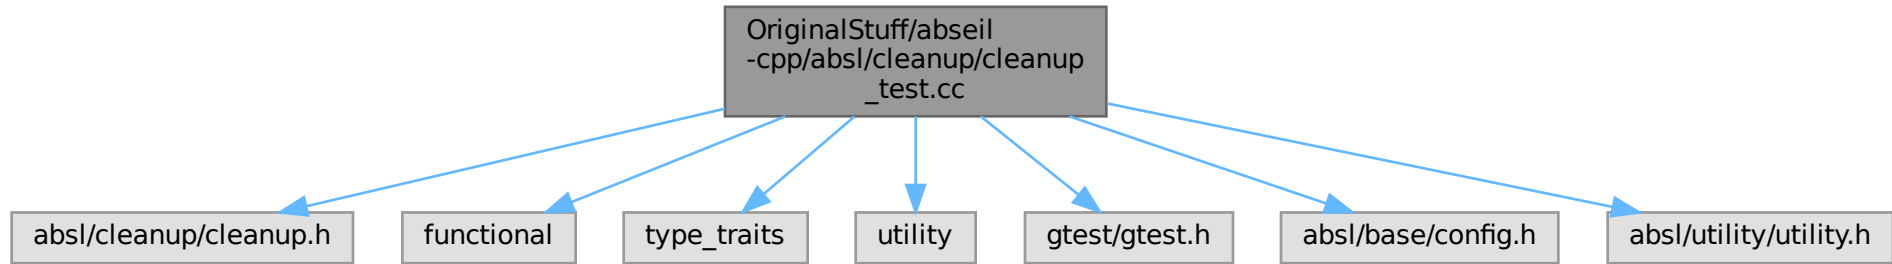 OriginalStuff/abseil
-cpp/absl/cleanup/cleanup
_test.cc
absl/cleanup/cleanup.h
functional
type_traits
utility
gtest/gtest.h
absl/base/config.h
absl/utility/utility.h